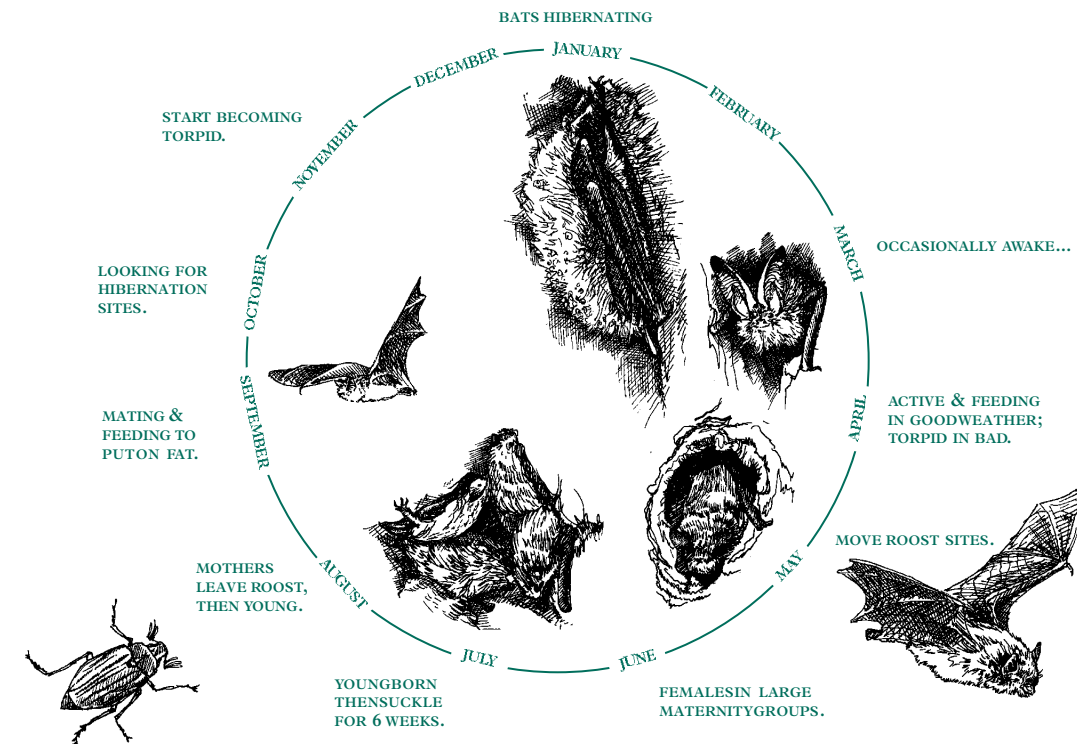 BATS HIBERNATING
JANUARY
FEBRUARY
MARCH
OCCASIONALLY AWAKE...
APRIL
ACTIVE & FEEDING
IN GOODWEATHER;
TORPID IN BAD.
MAY
MOVE ROOST SITES.
JUNE
FEMALESIN LARGE
MATERNITYGROUPS.
JULY
YOUNGBORN
THENSUCKLE
FOR 6 WEEKS.
AUGUST
MOTHERS
LEAVE ROOST,
THEN YOUNG.
SEPTEMBER
MATING &
FEEDING TO
PUTON FAT.
OCTOBER
LOOKING FOR
HIBERNATION
SITES.
NOVEMBER
START BECOMING
TORPID.
DECEMBER